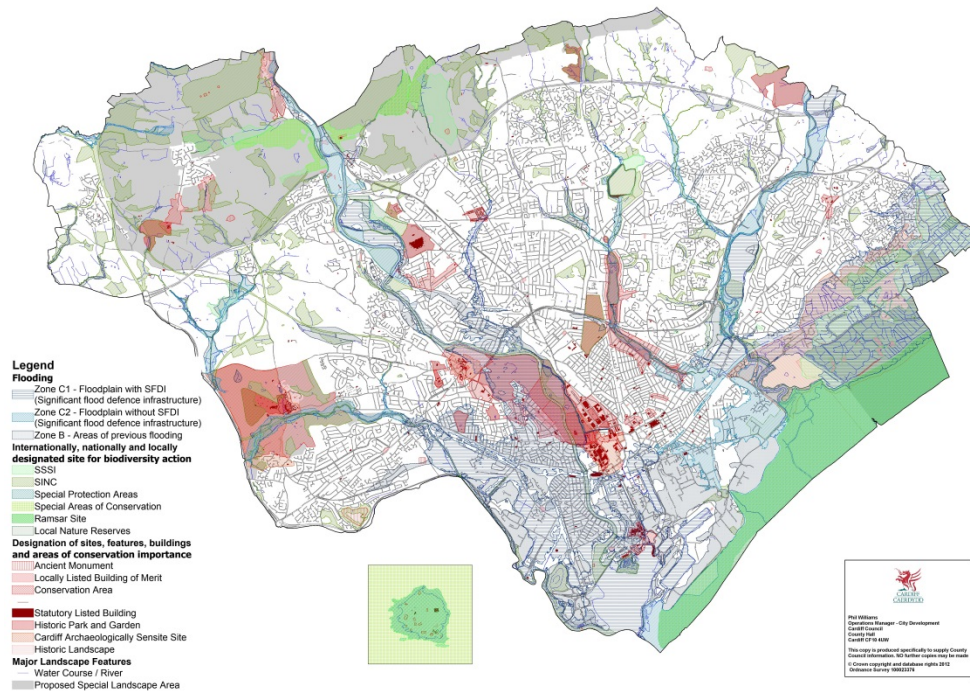 Legend
Flooding
Zone C1 - Floodplain with SFDI
(Significant flood defence infrastructure)
Zone C2 - Floodplain without SFDI
(Significant flood defence infrastructure)
Zone B - Areas of previous flooding
Internationally, nationally and locally
designated site for biodiversity action
SSSI
SINC
Special Protection Areas
Special Areas of Conservation
Ramsar Site
Local Nature Reserves
Designation of sites, features, buildings
and areas of conservation importance
Ancient Monument
Locally Listed Building of Merit
Conservation Area
Statutory Listed Building
Historic Park and Garden
Cardiff Archaeologically Sensite Site
Historic Landscape
Major Landscape Features
Water Course / River
Proposed Special Landscape Area
CARDIFF
CAERDYDD
Phil Williams
Operations Manager - City Development
Cardiff Council
County Hall
Cardiff CF10 4UW
This copy is produced specifically to supply County
Council information. NO further copies may be made
© Crown copyright and database rights 2012
Ordnance Survey 100023376